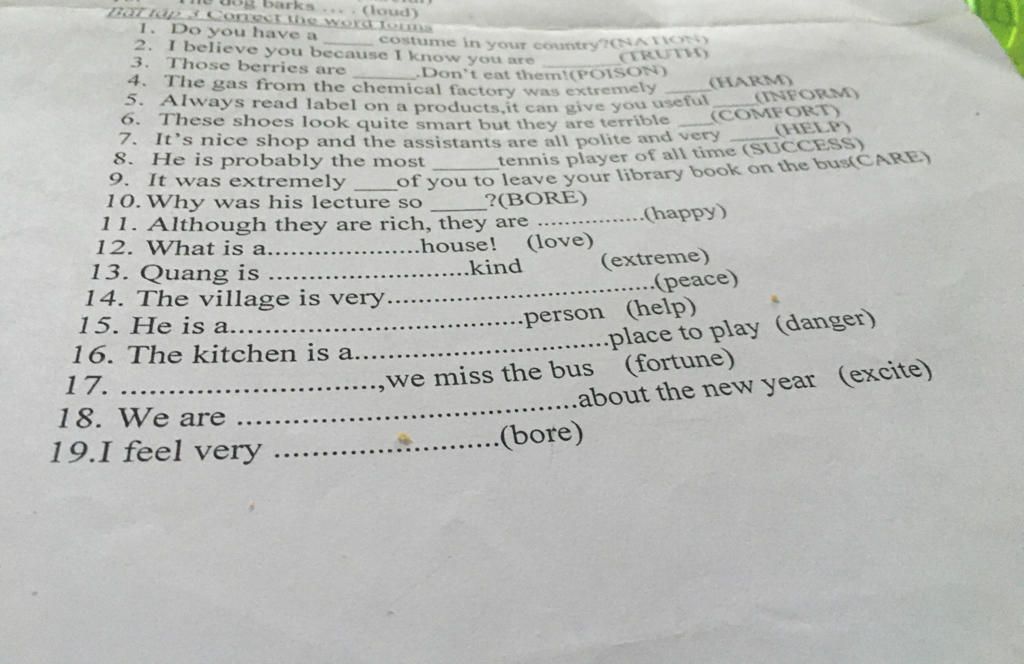 The dog barks ... . (loud)
Bài tập 3 Correct the word forms
1. Do you have a _____ costume in your country?(NATION)
2. I believe you because I know you are ________(TRUTH)
3. Those berries are ______.Don't eat them!(POISON)
4. The gas from the chemical factory was extremely _____(HARM)
5. Always read label on a products,it can give you useful ____(INFORM)
6. These shoes look quite smart but they are terrible ____(COMFORT)
7. It's nice shop and the assistants are all polite and very _____(HELP)
8. He is probably the most ______tennis player of all time (SUCCESS)
9. It was extremely ____of you to leave your library book on the bus(CARE)
10. Why was his lecture so _____?(BORE)
11. Although they are rich, they are .................(happy)
12. What is a.....................house! (love)
13. Quang is ...........................kind (extreme)
14. The village is very....................................(peace)
15. He is a.......................................person (help)
16. The kitchen is a..................................place to play (danger)
17. ...............................,we miss the bus (fortune)
18. We are ........................................about the new year (excite)
19.I feel very ...........................(bore)